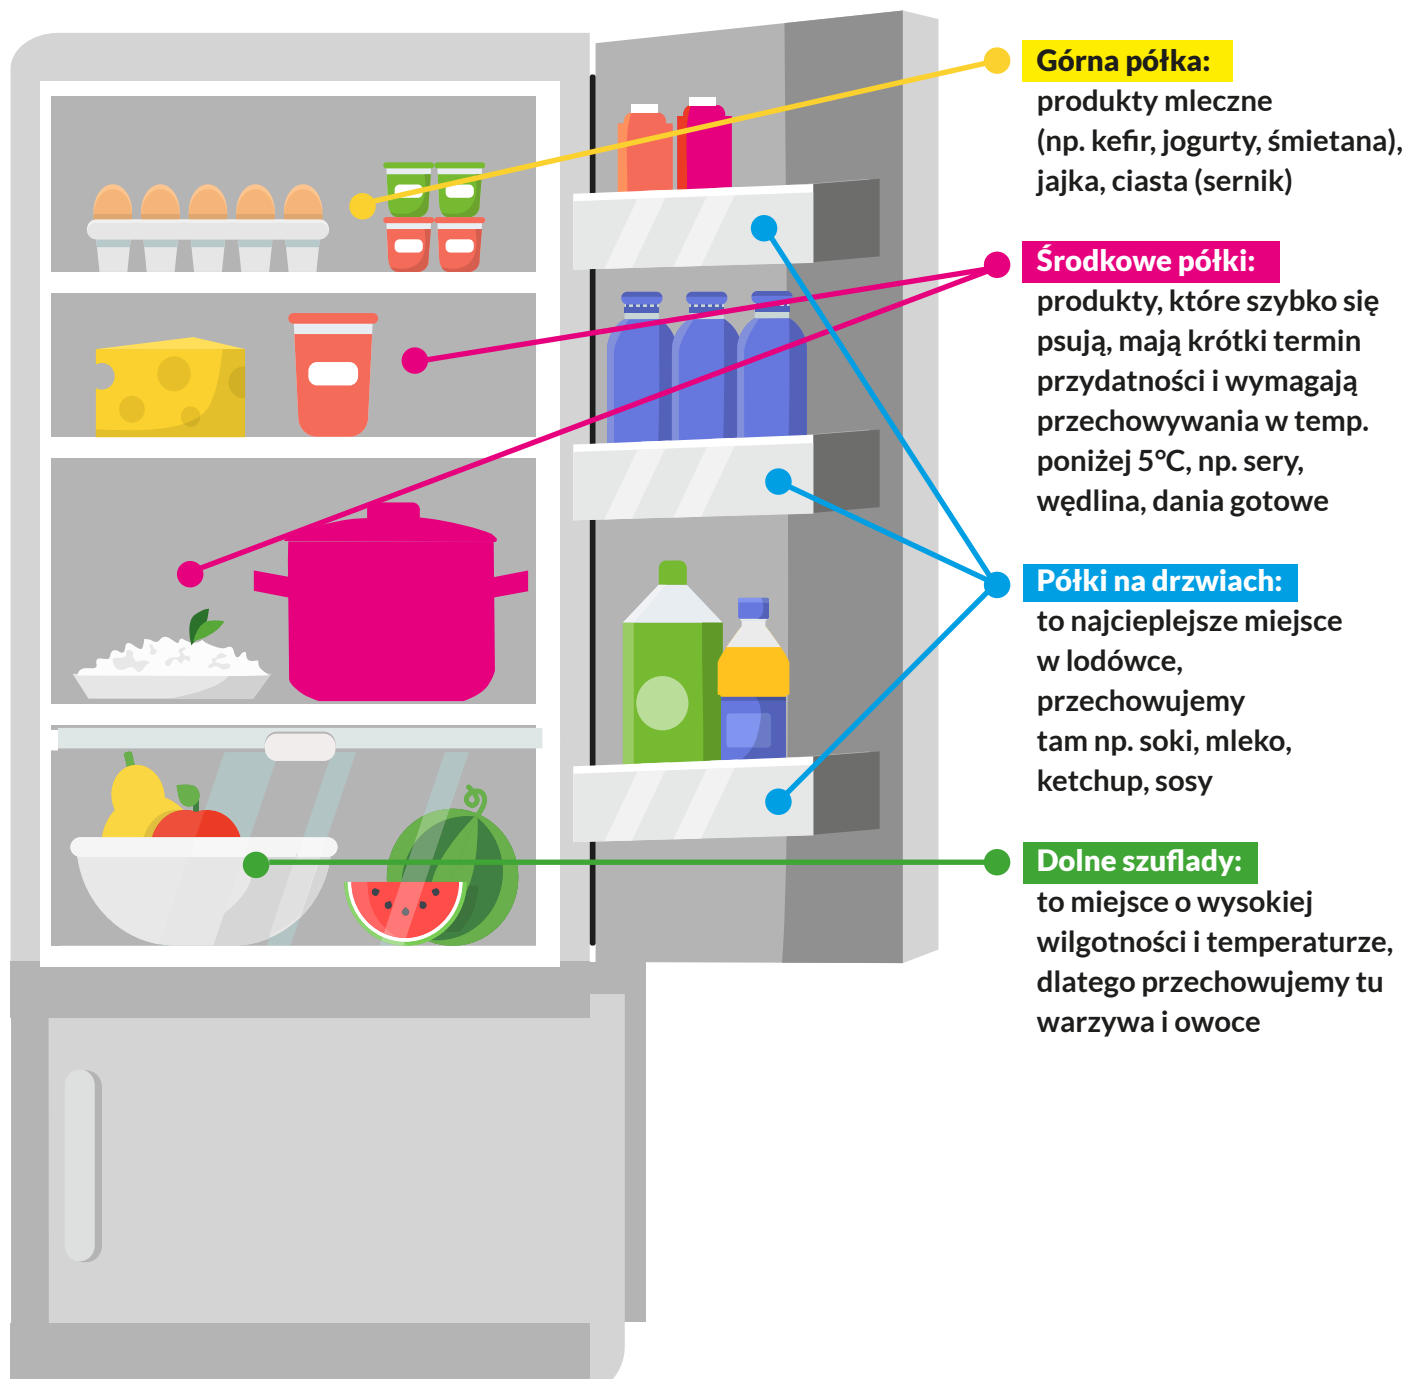 Górna półka:
produkty mleczne
(np. kefir, jogurty, śmietana),
jajka, ciasta (sernik)
Środkowe półki:
produkty, które szybko się
psują, mają krótki termin
przydatności i wymagają
przechowywania w temp.
poniżej 5°C, np. sery,
wędlina, dania gotowe
Półki na drzwiach:
to najcieplejsze miejsce
w lodówce,
przechowujemy
tam np. soki, mleko,
ketchup, sosy
Dolne szuflady:
to miejsce o wysokiej
wilgotności i temperaturze,
dlatego przechowujemy tu
warzywa i owoce